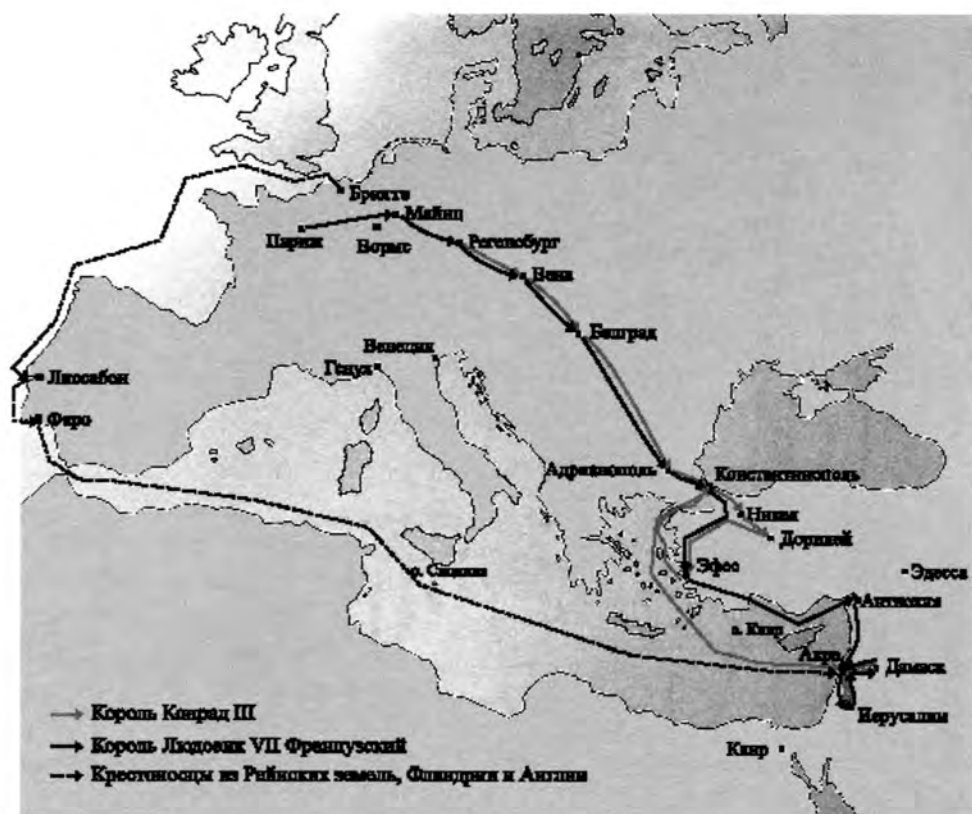 Брюгге
Майнц
Париж
Вормс
Регенсбург
Вена
Белград
Венеция
Генуя
Лиссабон
Фаро
Адрианополь
Константинополь
Никея
Дорилей
Эфес
Эдесса
Антиохия
о. Кипр
Сицилия
Акра
Дамаск
Иерусалим
Каир
Король Конрад III
Король Людовик VII Французский
Крестоносцы из Рейнских земель, Фландрии и Англии